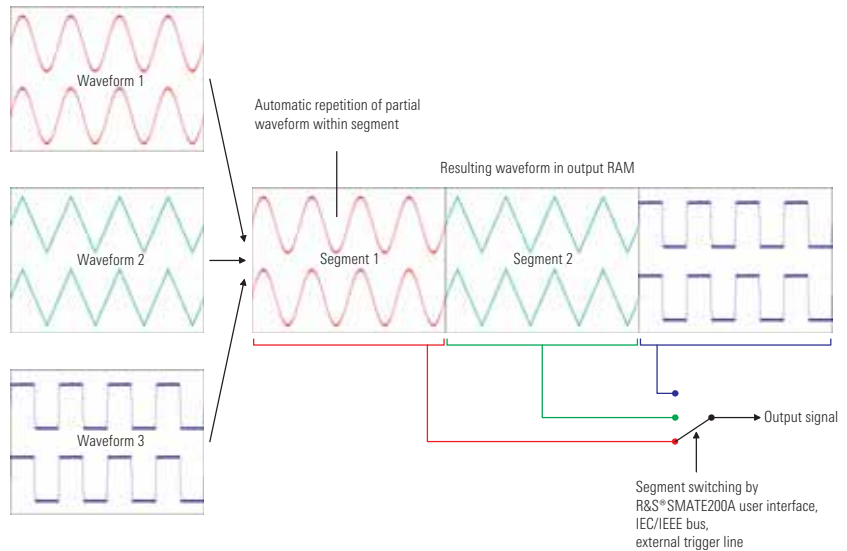 Waveform 1
Automatic repetition of partial
waveform within segment
Resulting waveform in output RAM
Waveform 2
Segment 1
Segment 2
Waveform 3
Output signal
Segment switching by
R&S®SMATE200A user interface,
IEC/IEEE bus,
external trigger line